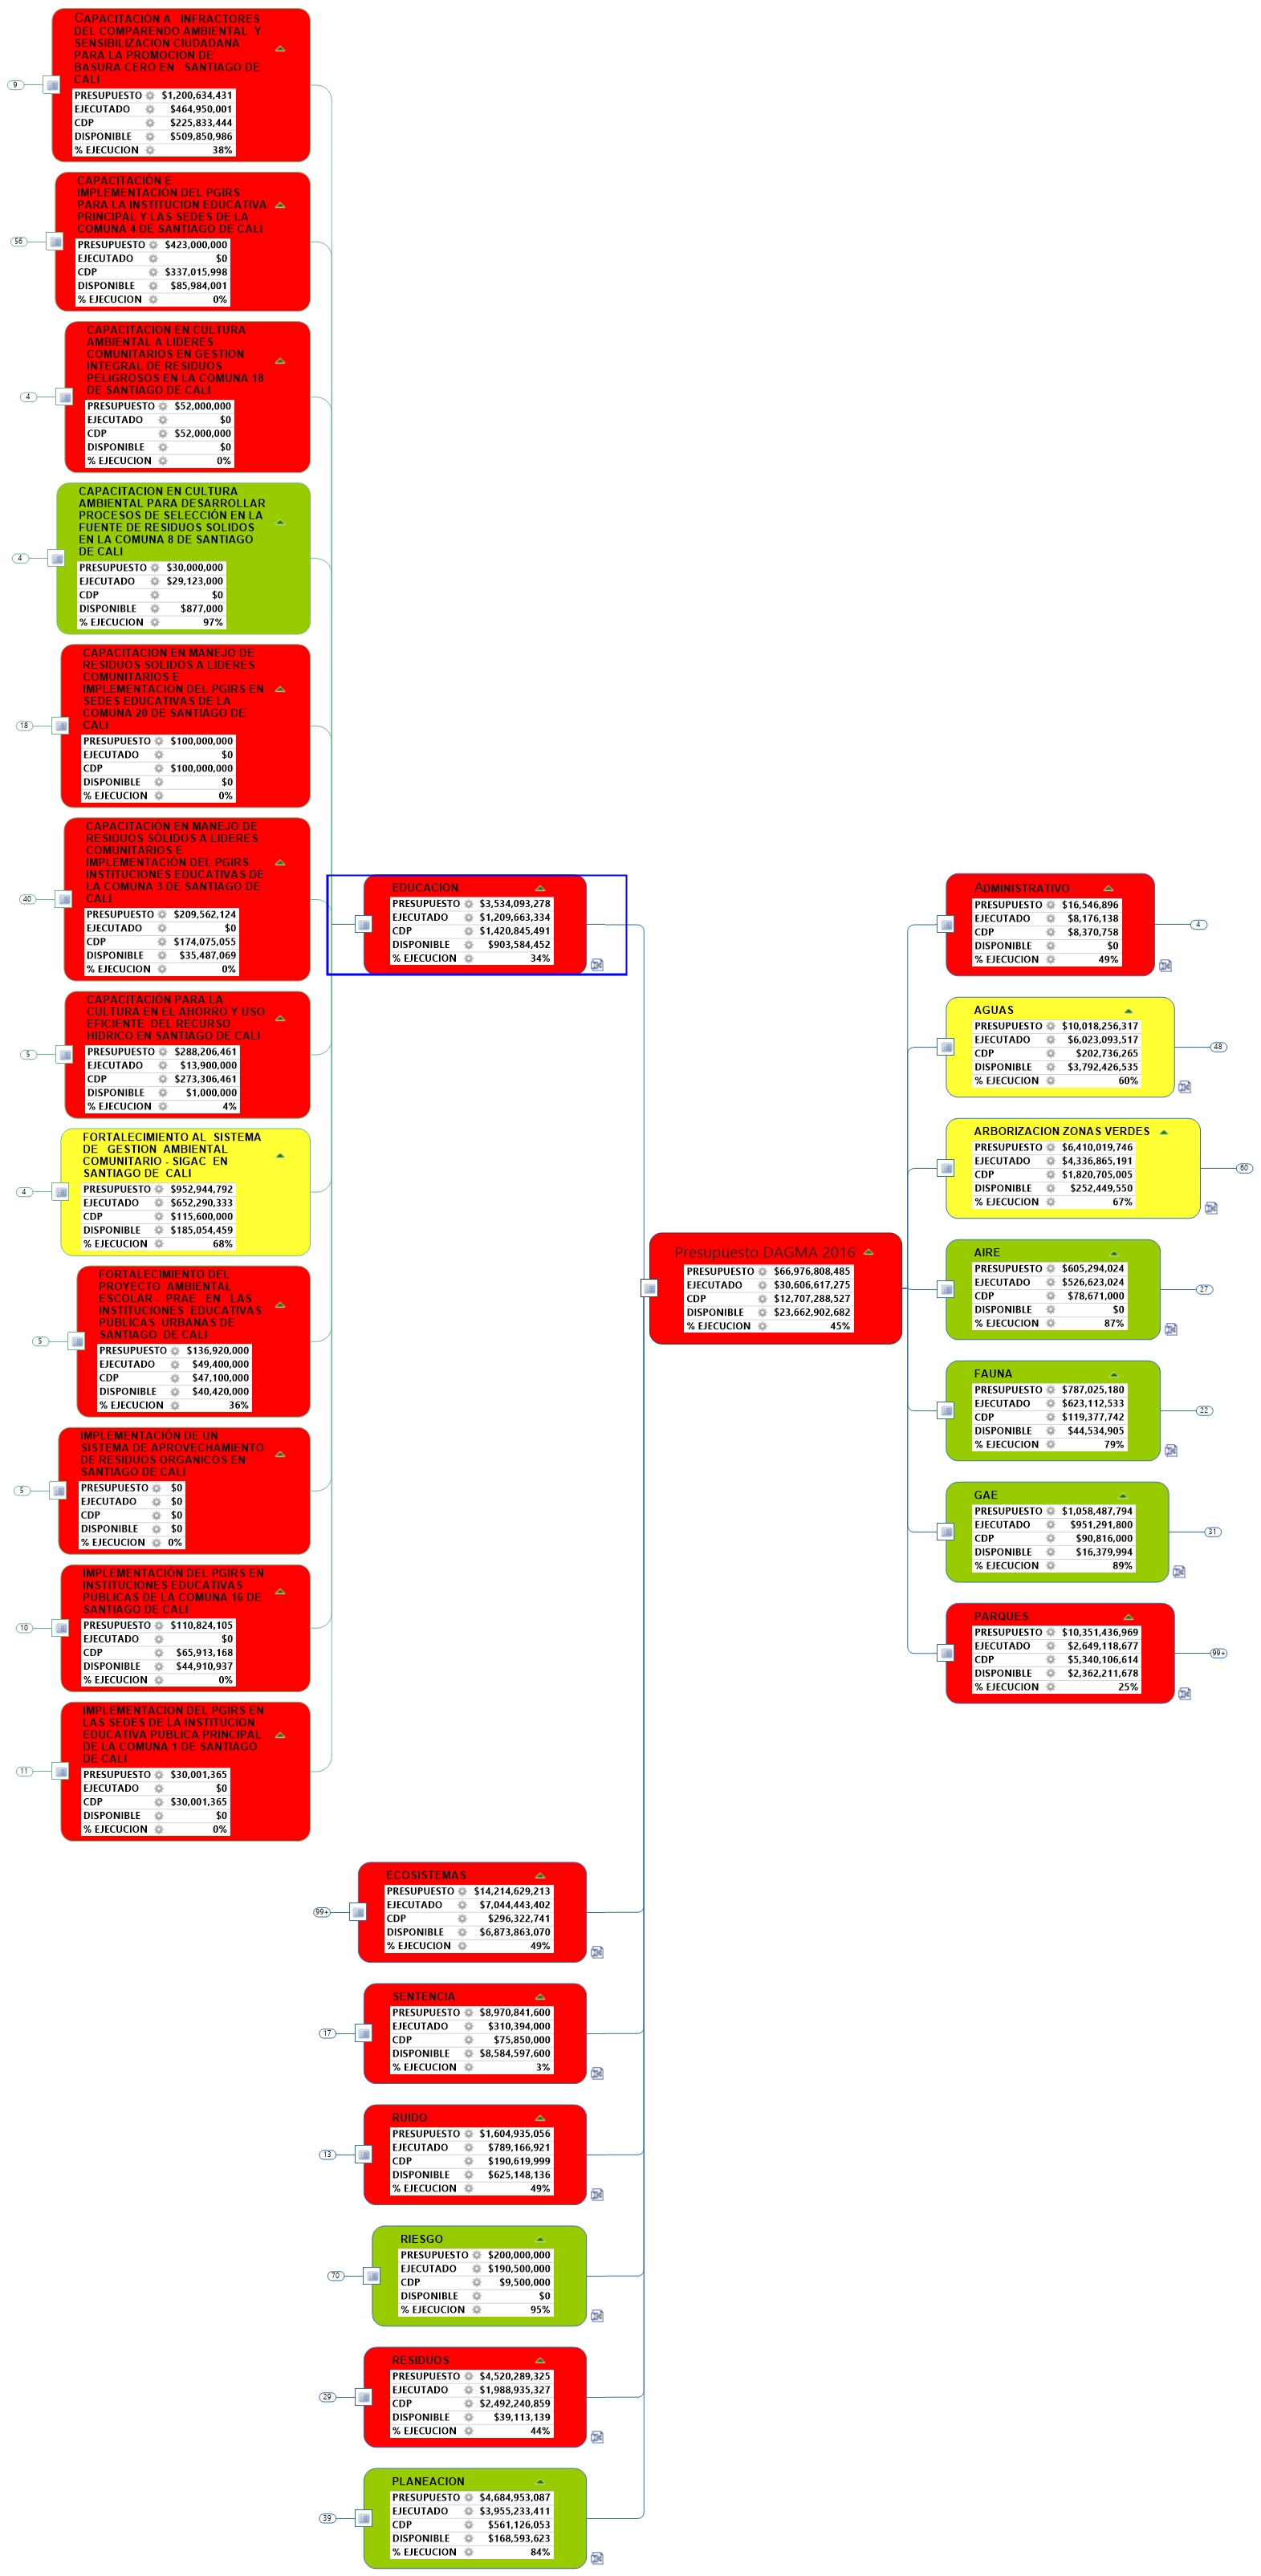 CAPACITACIÓN A INFRACTORES
DEL COMPARENDO AMBIENTAL Y
SENSIBILIZACION CIUDADANA
PARA LA PROMOCION DE
BASURA CERO EN SANTIAGO DE
CALI
PRESUPUESTO $1,200,634,431
EJECUTADO $464,950,001
CDP $225,833,444
DISPONIBLE $509,850,986
% EJECUCION 38%
9
CAPACITACIÓN E
IMPLEMENTACIÓN DEL PGIRS
PARA LA INSTITUCION EDUCATIVA
PRINCIPAL Y LAS SEDES DE LA
COMUNA 4 DE SANTIAGO DE CALI
PRESUPUESTO $423,000,000
EJECUTADO $0
CDP $337,015,998
DISPONIBLE $85,984,001
% EJECUCION 0%
56
CAPACITACION EN CULTURA
AMBIENTAL A LIDERES
COMUNITARIOS EN GESTION
INTEGRAL DE RESIDUOS
PELIGROSOS EN LA COMUNA 18
DE SANTIAGO DE CALI
PRESUPUESTO $52,000,000
EJECUTADO $0
CDP $52,000,000
DISPONIBLE $0
% EJECUCION 0%
4
CAPACITACION EN CULTURA
AMBIENTAL PARA DESARROLLAR
PROCESOS DE SELECCIÓN EN LA
FUENTE DE RESIDUOS SOLIDOS
EN LA COMUNA 8 DE SANTIAGO
DE CALI
PRESUPUESTO $30,000,000
EJECUTADO $29,123,000
CDP $0
DISPONIBLE $877,000
% EJECUCION 97%
4
CAPACITACION EN MANEJO DE
RESIDUOS SOLIDOS A LIDERES
COMUNITARIOS E
IMPLEMENTACION DEL PGIRS EN
SEDES EDUCATIVAS DE LA
COMUNA 20 DE SANTIAGO DE
CALI
PRESUPUESTO $100,000,000
EJECUTADO $0
CDP $100,000,000
DISPONIBLE $0
% EJECUCION 0%
18
CAPACITACIÓN EN MANEJO DE
RESIDUOS SÓLIDOS A LIDERES
COMUNITARIOS E
IMPLEMENTACIÓN DEL PGIRS
INSTITUCIONES EDUCATIVAS DE
LA COMUNA 3 DE SANTIAGO DE
CALI
PRESUPUESTO $209,562,124
EJECUTADO $0
CDP $174,075,055
DISPONIBLE $35,487,069
% EJECUCION 0%
40
CAPACITACIÓN PARA LA
CULTURA EN EL AHORRO Y USO
EFICIENTE DEL RECURSO
HIDRICO EN SANTIAGO DE CALI
PRESUPUESTO $288,206,461
EJECUTADO $13,900,000
CDP $273,306,461
DISPONIBLE $1,000,000
% EJECUCION 4%
5
FORTALECIMIENTO AL SISTEMA
DE GESTION AMBIENTAL
COMUNITARIO - SIGAC EN
SANTIAGO DE CALI
PRESUPUESTO $952,944,792
EJECUTADO $652,290,333
CDP $115,600,000
DISPONIBLE $185,054,459
% EJECUCION 68%
4
FORTALECIMIENTO DEL
PROYECTO AMBIENTAL
ESCOLAR - PRAE EN LAS
INSTITUCIONES EDUCATIVAS
PUBLICAS URBANAS DE
SANTIAGO DE CALI
PRESUPUESTO $136,920,000
EJECUTADO $49,400,000
CDP $47,100,000
DISPONIBLE $40,420,000
% EJECUCION 36%
5
IMPLEMENTACIÓN DE UN
SISTEMA DE APROVECHAMIENTO
DE RESIDUOS ORGANICOS EN
SANTIAGO DE CALI
PRESUPUESTO $0
EJECUTADO $0
CDP $0
DISPONIBLE $0
% EJECUCION 0%
5
IMPLEMENTACIÓN DEL PGIRS EN
INSTITUCIONES EDUCATIVAS
PÚBLICAS DE LA COMUNA 16 DE
SANTIAGO DE CALI
PRESUPUESTO $110,824,105
EJECUTADO $0
CDP $65,913,168
DISPONIBLE $44,910,937
% EJECUCION 0%
10
IMPLEMENTACION DEL PGIRS EN
LAS SEDES DE LA INSTITUCION
EDUCATIVA PUBLICA PRINCIPAL
DE LA COMUNA 1 DE SANTIAGO
DE CALI
PRESUPUESTO $30,001,365
EJECUTADO $0
CDP $30,001,365
DISPONIBLE $0
% EJECUCION 0%
11
EDUCACION
PRESUPUESTO $3,534,093,278
EJECUTADO $1,209,663,334
CDP $1,420,845,491
DISPONIBLE $903,584,452
% EJECUCION 34%
ECOSISTEMAS
PRESUPUESTO $14,214,629,213
EJECUTADO $7,044,443,402
CDP $296,322,741
DISPONIBLE $6,873,863,070
% EJECUCION 49%
99+
SENTENCIA
PRESUPUESTO $8,970,841,600
EJECUTADO $310,394,000
CDP $75,850,000
DISPONIBLE $8,584,597,600
% EJECUCION 3%
17
RUIDO
PRESUPUESTO $1,604,935,056
EJECUTADO $789,166,921
CDP $190,619,999
DISPONIBLE $625,148,136
% EJECUCION 49%
13
RIESGO
PRESUPUESTO $200,000,000
EJECUTADO $190,500,000
CDP $9,500,000
DISPONIBLE $0
% EJECUCION 95%
70
RESIDUOS
PRESUPUESTO $4,520,289,325
EJECUTADO $1,988,935,327
CDP $2,492,240,859
DISPONIBLE $39,113,139
% EJECUCION 44%
29
PLANEACION
PRESUPUESTO $4,684,953,087
EJECUTADO $3,955,233,411
CDP $561,126,053
DISPONIBLE $168,593,623
% EJECUCION 84%
39
Presupuesto DAGMA 2016
PRESUPUESTO $66,976,808,485
EJECUTADO $30,606,617,275
CDP $12,707,288,527
DISPONIBLE $23,662,902,682
% EJECUCION 45%
ADMINISTRATIVO
PRESUPUESTO $16,546,896
EJECUTADO $8,176,138
CDP $8,370,758
DISPONIBLE $0
% EJECUCION 49%
4
AGUAS
PRESUPUESTO $10,018,256,317
EJECUTADO $6,023,093,517
CDP $202,736,265
DISPONIBLE $3,792,426,535
% EJECUCION 60%
48
ARBORIZACION ZONAS VERDES
PRESUPUESTO $6,410,019,746
EJECUTADO $4,336,865,191
CDP $1,820,705,005
DISPONIBLE $252,449,550
% EJECUCION 67%
60
AIRE
PRESUPUESTO $605,294,024
EJECUTADO $526,623,024
CDP $78,671,000
DISPONIBLE $0
% EJECUCION 87%
27
FAUNA
PRESUPUESTO $787,025,180
EJECUTADO $623,112,533
CDP $119,377,742
DISPONIBLE $44,534,905
% EJECUCION 79%
22
GAE
PRESUPUESTO $1,058,487,794
EJECUTADO $951,291,800
CDP $90,816,000
DISPONIBLE $16,379,994
% EJECUCION 89%
31
PARQUES
PRESUPUESTO $10,351,436,969
EJECUTADO $2,649,118,677
CDP $5,340,106,614
DISPONIBLE $2,362,211,678
% EJECUCION 25%
99+